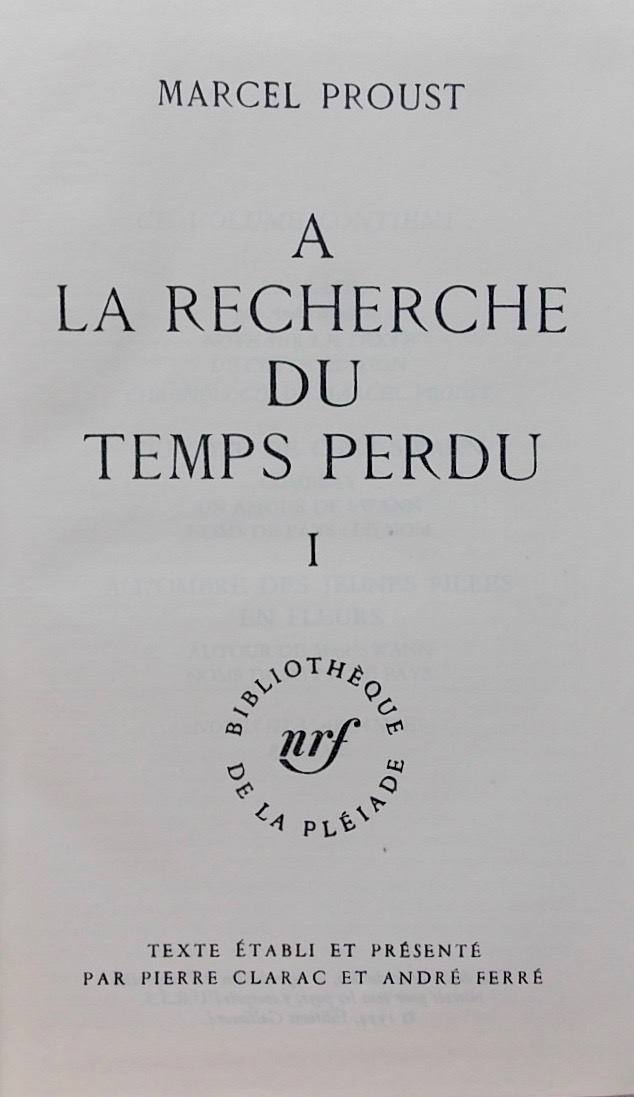 MARCEL PROUST
A
LA RECHERCHE
DU
TEMPS PERDU
I
BIBLIOTHÈQUE
nrf
DE LA PLÉIADE
TEXTE ÉTABLI ET PRÉSENTÉ
PAR PIERRE CLARAC ET ANDRÉ FERRÉ